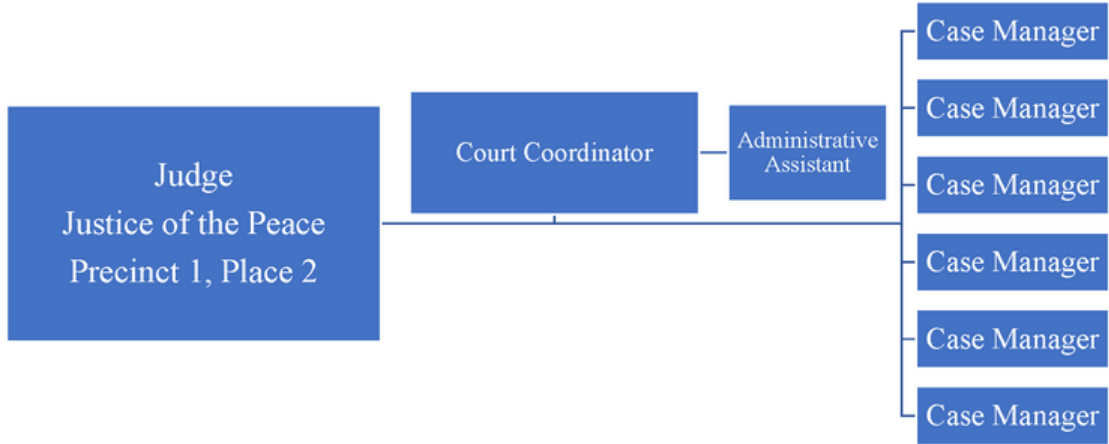 Judge
Justice of the Peace
Precinct 1, Place 2
Court Coordinator
Administrative
Assistant
Case Manager
Case Manager
Case Manager
Case Manager
Case Manager
Case Manager